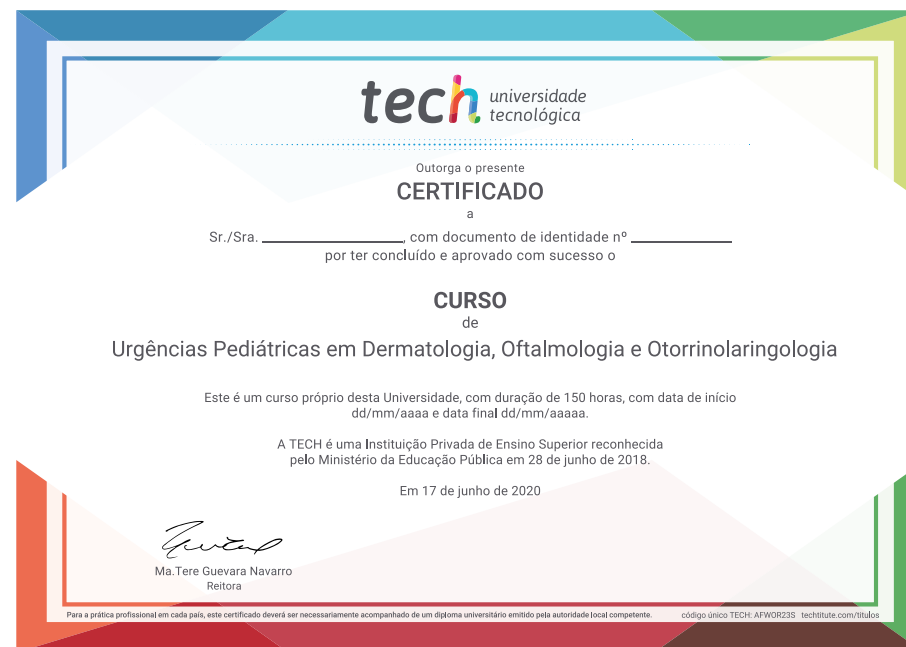 tech universidade
tecnológica
Outorga o presente
CERTIFICADO
a
Sr./Sra. ____________________, com documento de identidade nº ______________
por ter concluído e aprovado com sucesso o
CURSO
de
Urgências Pediátricas em Dermatologia, Oftalmologia e Otorrinolaringologia
Este é um curso próprio desta Universidade, com duração de 150 horas, com data de início
dd/mm/aaaa e data final dd/mm/aaaaa.
A TECH é uma Instituição Privada de Ensino Superior reconhecida
pelo Ministério da Educação Pública em 28 de junho de 2018.
Em 17 de junho de 2020
Ma.Tere Guevara Navarro
Reitora
Para a prática profissional em cada país, este certificado deverá ser necessariamente acompanhado de um diploma universitário emitido pela autoridade local competente. código único TECH: AFWOR23S techtitute.com/titulos